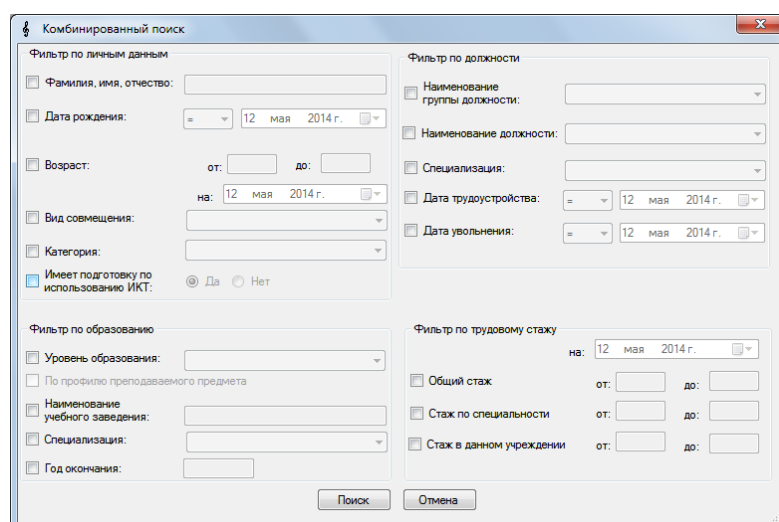 Комбинированный поиск
Фильтр по личным данным
Фамилия, имя, отчество:
Дата рождения: = 12 мая 2014 г.
Возраст: от: до:
на: 12 мая 2014 г.
Вид совмещения:
Категория:
Имеет подготовку по
использованию ИКТ: Да Нет
Фильтр по должности
Наименование
группы должности:
Наименование должности:
Специализация:
Дата трудоустройства: = 12 мая 2014 г.
Дата увольнения: = 12 мая 2014 г.
Фильтр по образованию
Уровень образования:
По профилю преподаваемого предмета
Наименование
учебного заведения:
Специализация:
Год окончания:
Фильтр по трудовому стажу
на: 12 мая 2014 г.
Общий стаж от: до:
Стаж по специальности от: до:
Стаж в данном учреждении от: до:
Поиск Отмена